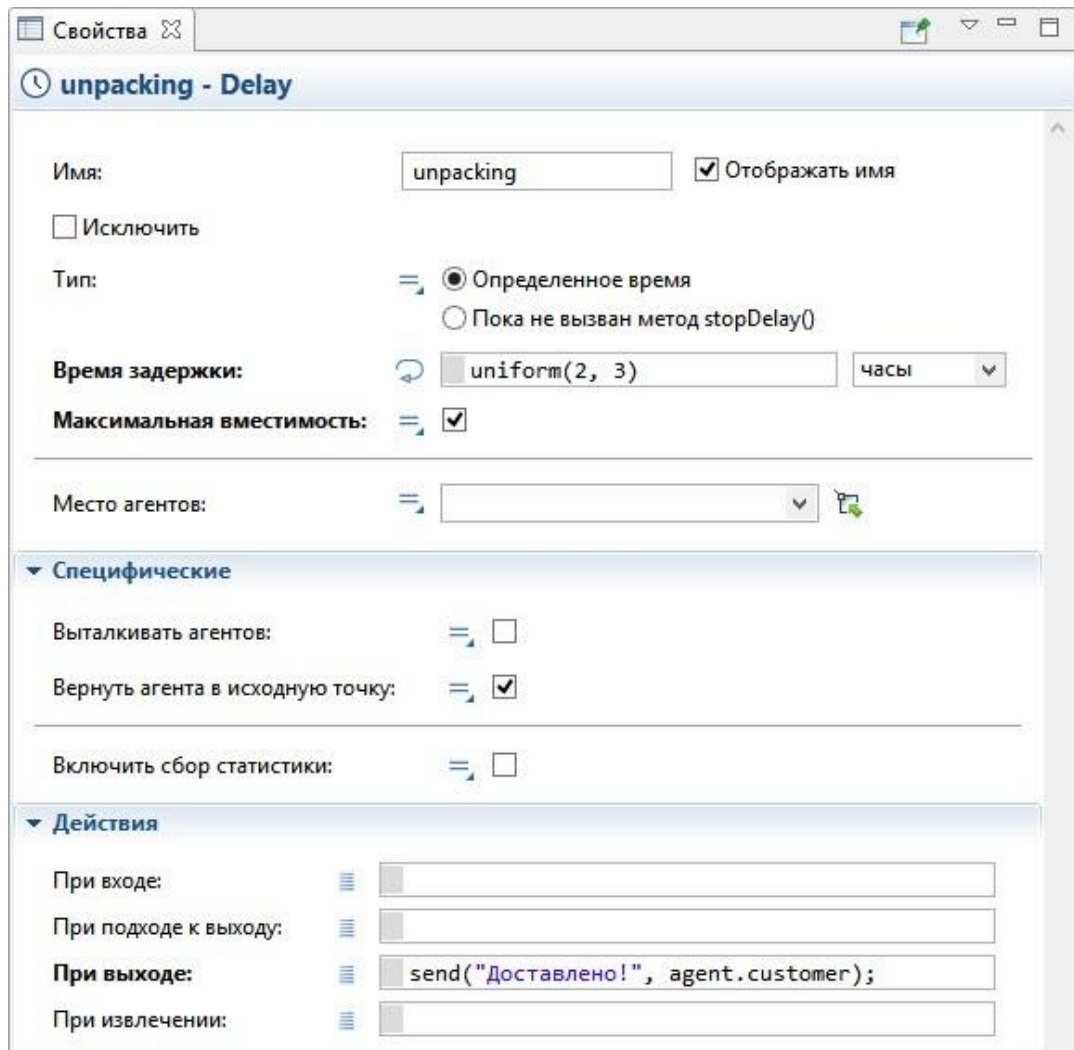 Свойства
unpacking - Delay
Имя: unpacking Отображать имя
Исключить
Тип: Определенное время
Пока не вызван метод stopDelay()
Время задержки: uniform(2, 3) часы
Максимальная вместимость:
Место агентов:
Специфические
Выталкивать агентов:
Вернуть агента в исходную точку:
Включить сбор статистики:
Действия
При входе:
При подходе к выходу:
При выходе: send("Доставлено!", agent.customer);
При извлечении: